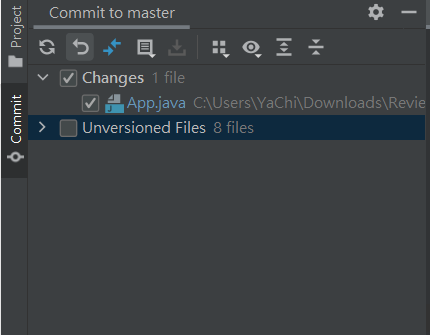 Project
Commit
Commit to master
Changes 1 file
App.java C:\Users\YaChi\Downloads\Revie
Unversioned Files 8 files